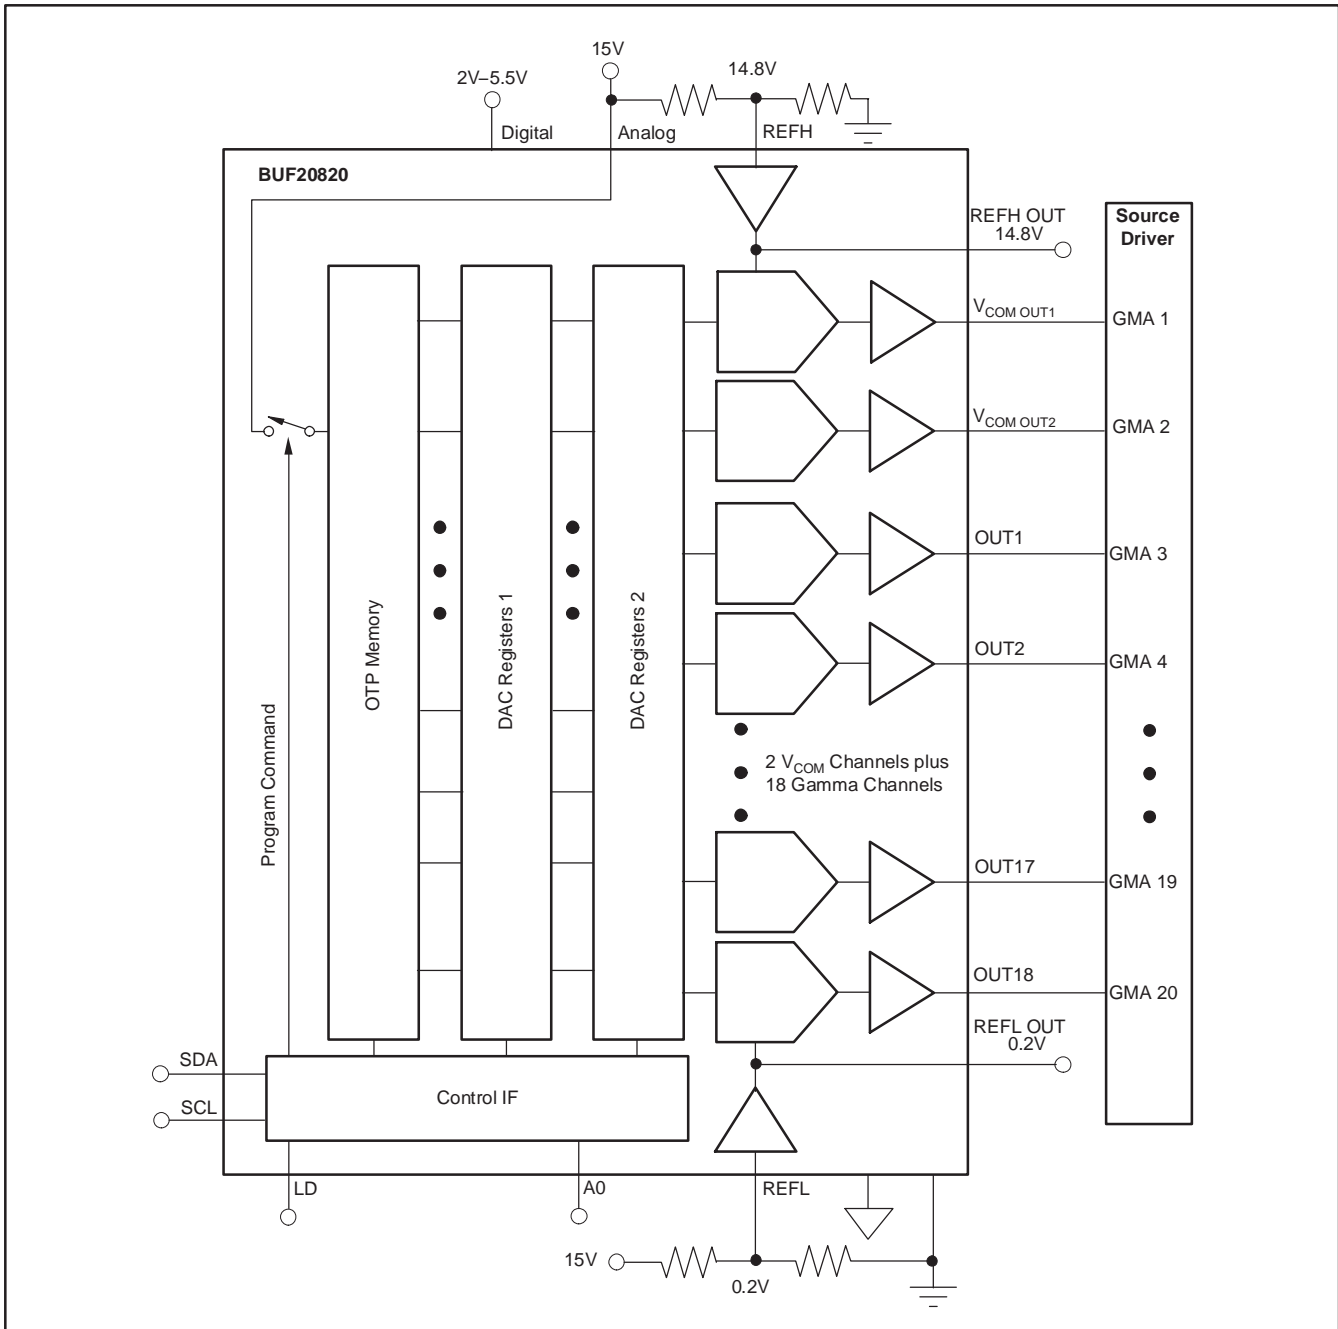 15V
14.8V
2V–5.5V
Digital
Analog
REFH
BUF20820
REFH OUT
14.8V
Source
Driver
VCOM OUT1
GMA 1
VCOM OUT2
GMA 2
OUT1
GMA 3
OUT2
GMA 4
OTP Memory
DAC Registers 1
DAC Registers 2
Program Command
2 VCOM Channels plus
18 Gamma Channels
OUT17
GMA 19
OUT18
GMA 20
REFL OUT
0.2V
SDA
SCL
Control IF
LD
A0
REFL
15V
0.2V